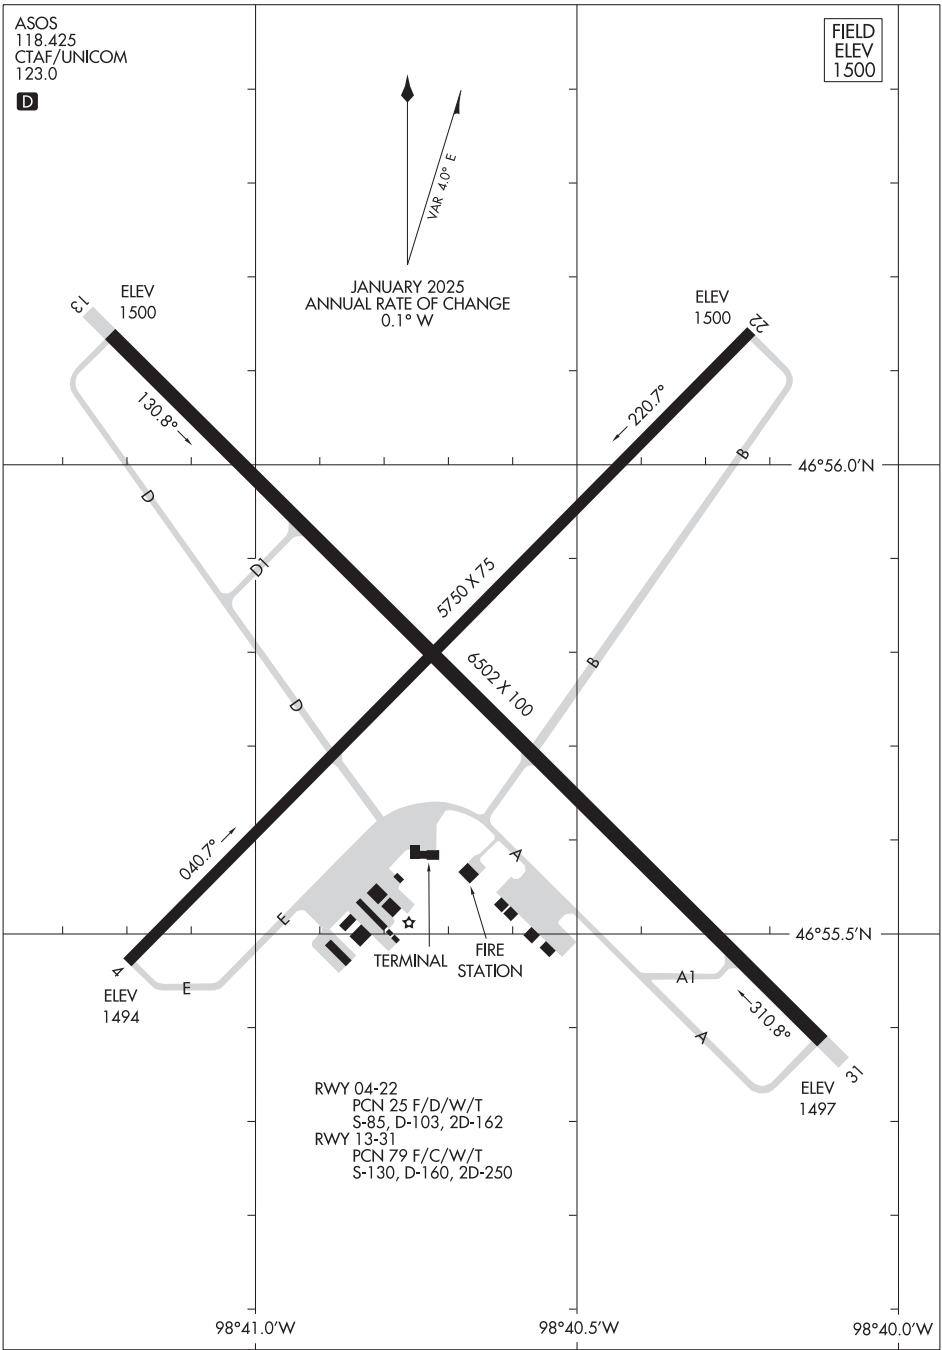 ASOS
118.425
CTAF/UNICOM
123.0
D
FIELD
ELEV
1500
VAR 4.0° E
JANUARY 2025
ANNUAL RATE OF CHANGE
0.1° W
13
ELEV
1500
ELEV
1500
22
130.8°
220.7°
46°56.0'N
B
D
D1
5750 X 75
6502 X 100
B
D
040.7°
A
E
46°55.5'N
TERMINAL
FIRE
STATION
4
ELEV
1494
E
A1
310.8°
A
31
ELEV
1497
RWY 04-22
PCN 25 F/D/W/T
S-85, D-103, 2D-162
RWY 13-31
PCN 79 F/C/W/T
S-130, D-160, 2D-250
98°41.0'W
98°40.5'W
98°40.0'W